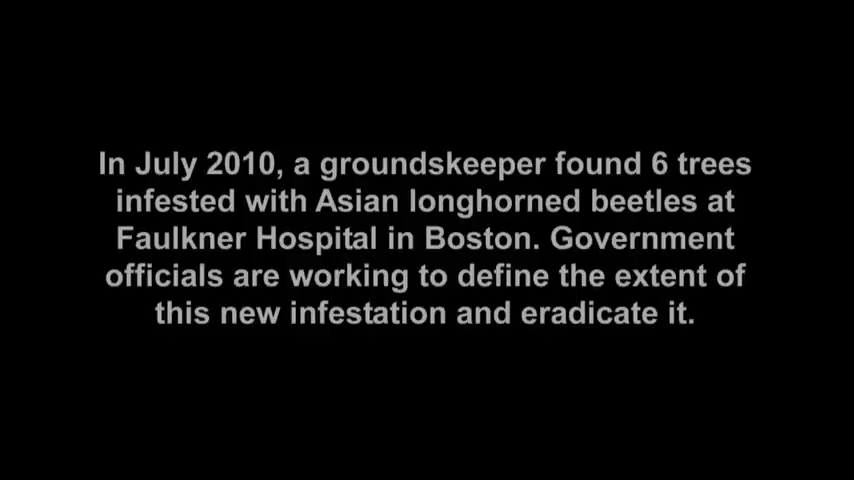 In July 2010, a groundskeeper found 6 trees
infested with Asian longhorned beetles at
Faulkner Hospital in Boston. Government
officials are working to define the extent of
this new infestation and eradicate it.